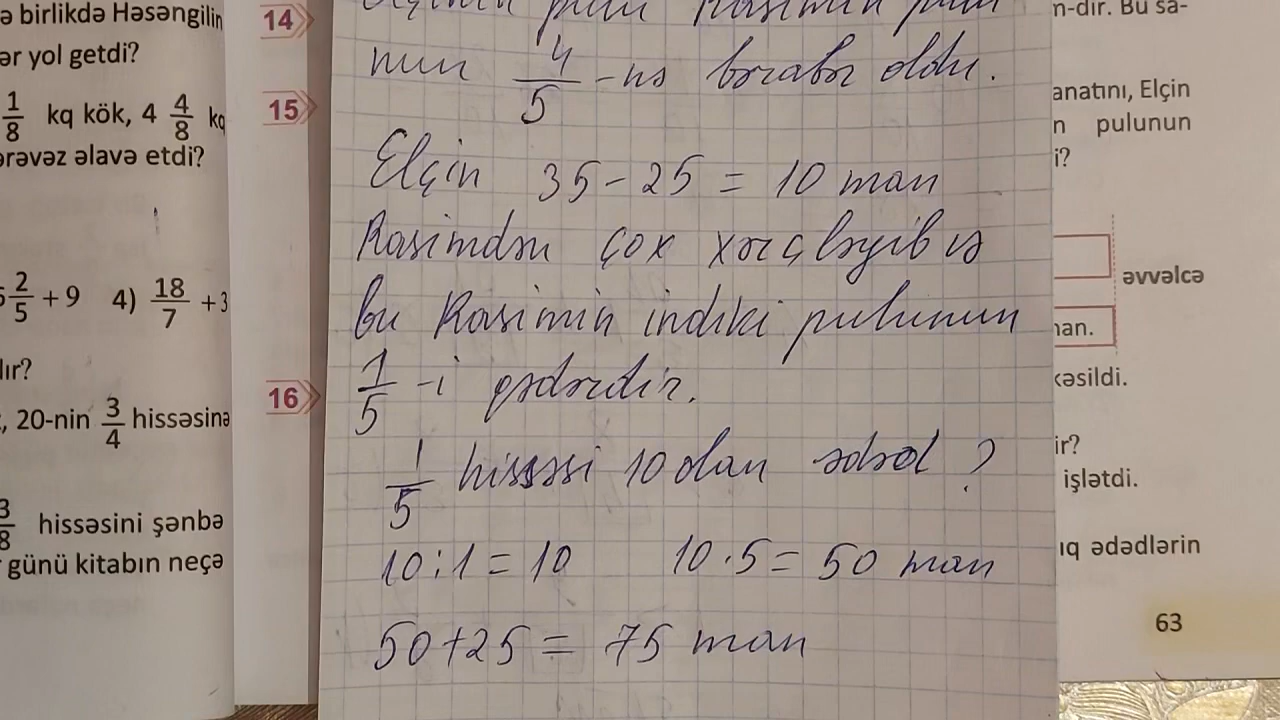 ə birlikdə Həsəngilin
ər yol getdi?
1/8 kq kök, 4 4/8 kq
ərəvəz əlavə etdi?
5 2/5 + 9 4) 18/7 + 3
lır?
, 20-nin 3/4 hissəsinə
3/8 hissəsini şənbə
günü kitabın neçə
14
15
16
nun 4/5 -nə bərabər oldu.
Elçin 35 - 25 = 10 man
Rasimdən çox xərcləyib və
bu Rasimin indiki pulunun
1/5 -i qədərdir.
1/5 hissəsi 10 olan ədəd ?
10 : 1 = 10 10 · 5 = 50 man
50 + 25 = 75 man
n-dir. Bu sa-
anatını, Elçin
n pulunun
i?
əvvəlcə
nan.
kəsildi.
ir?
işlətdi.
ıq ədədlərin
63